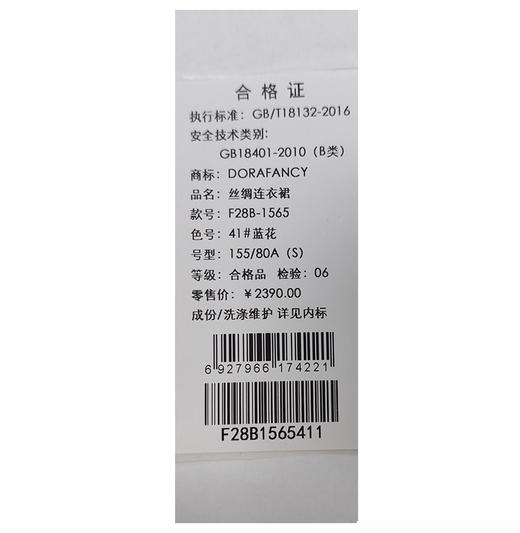 合格证
执行标准：GB/T18132-2016
安全技术类别：
GB18401-2010（B类）
商标：DORAFANCY
品名：丝绸连衣裙
款号：F28B-1565
色号：41#蓝花
号型：155/80A（S）
等级：合格品 检验：06
零售价：￥2390.00
成份/洗涤维护 详见内标
6 927966 174221
F28B1565411